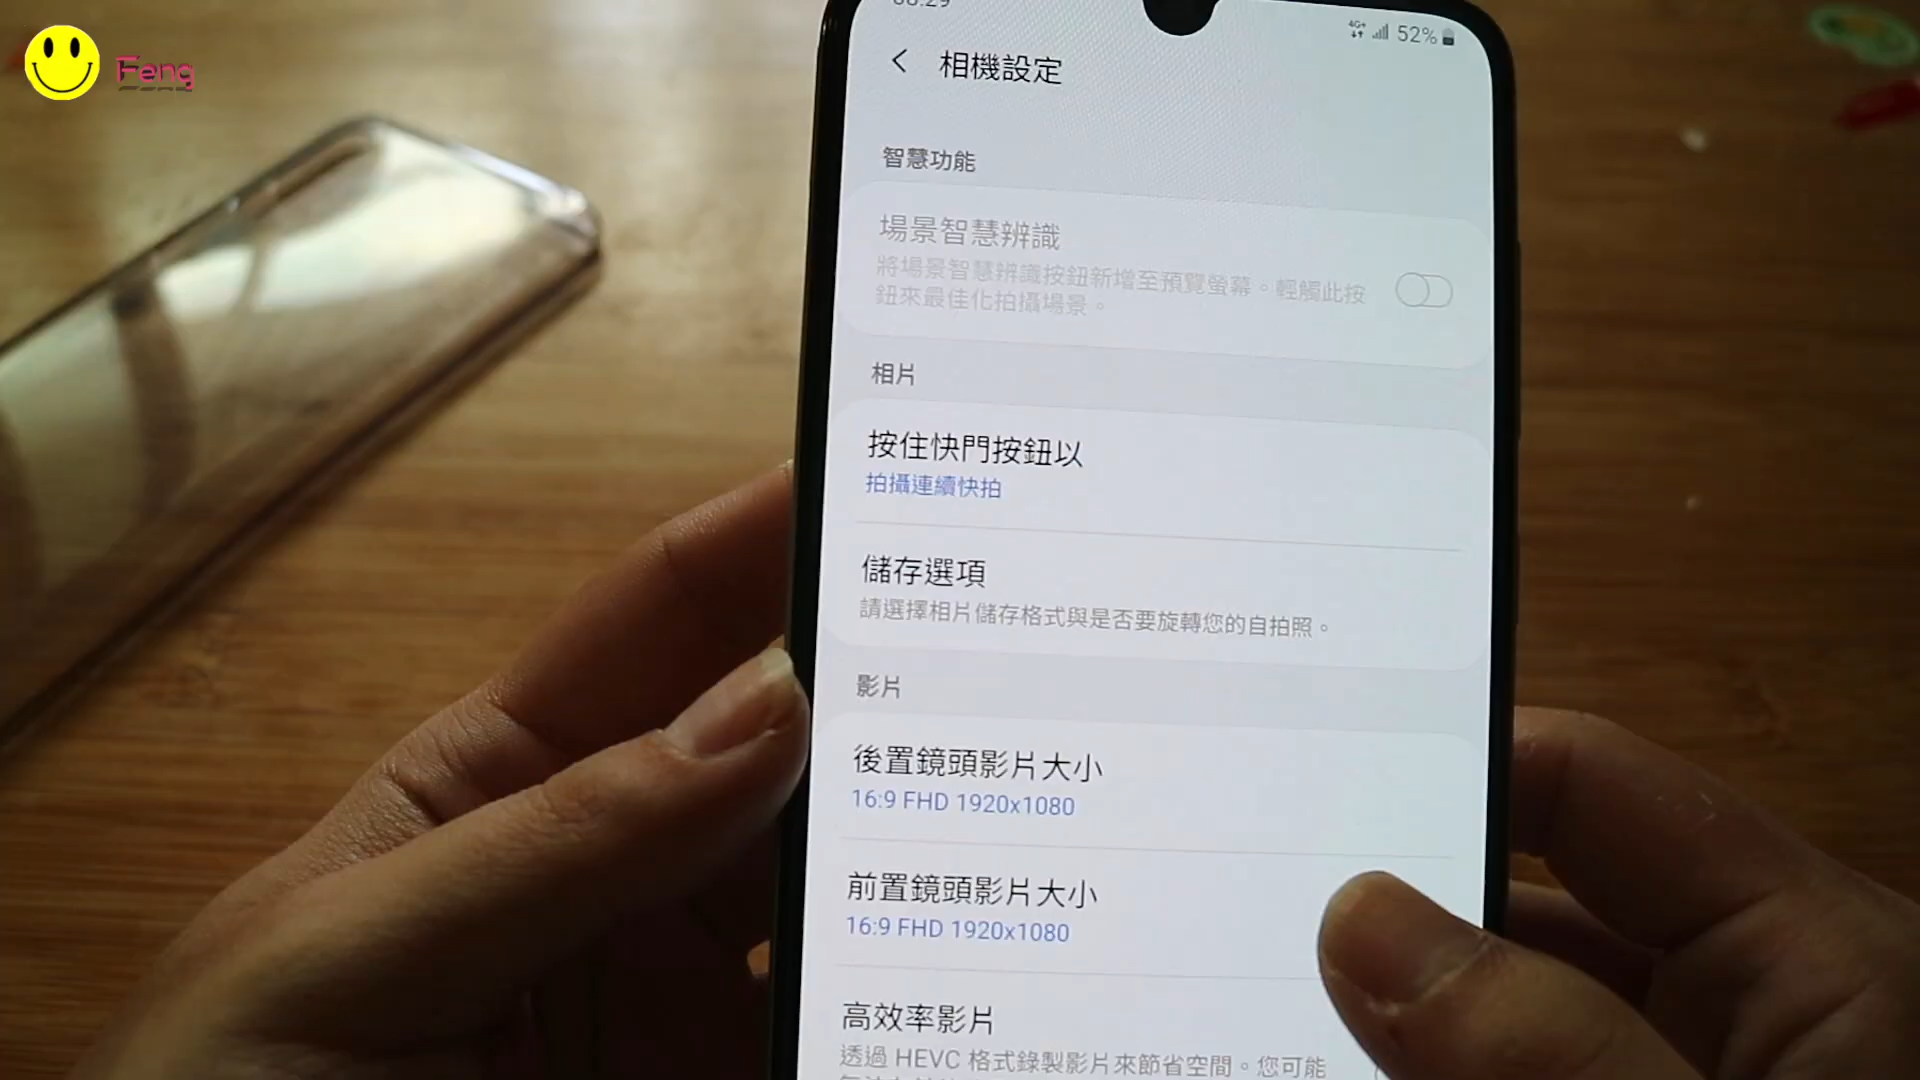 Feng
08:29
4G+ 52%
相機設定
智慧功能
場景智慧辨識
將場景智慧辨識按鈕新增至預覽螢幕。輕觸此按
鈕來最佳化拍攝場景。
相片
按住快門按鈕以
拍攝連續快拍
儲存選項
請選擇相片儲存格式與是否要旋轉您的自拍照。
影片
後置鏡頭影片大小
16:9 FHD 1920x1080
前置鏡頭影片大小
16:9 FHD 1920x1080
高效率影片
透過 HEVC 格式錄製影片來節省空間。您可能